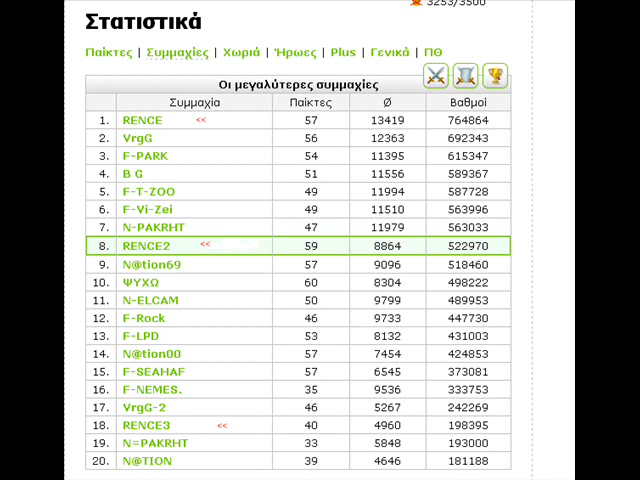 3253/3500
Στατιστικά
Παίκτες | Συμμαχίες | Χωριά | Ήρωες | Plus | Γενικά | ΠΘ
Οι μεγαλύτερες συμμαχίες
Συμμαχία Παίκτες Ø Βαθμοί
1. RENCE << 57 13419 764864
2. VrgG 56 12363 692343
3. F-PARK 54 11395 615347
4. B G 51 11556 589367
5. F-T-ZOO 49 11994 587728
6. F-Vi-Zei 49 11510 563996
7. N-PAKRHT 47 11979 563033
8. RENCE2 << 59 8864 522970
9. N@tion69 57 9096 518460
10. ΨΥΧΩ 60 8304 498222
11. N-ELCAM 50 9799 489953
12. F-Rock 46 9733 447730
13. F-LPD 53 8132 431003
14. N@tion00 57 7454 424853
15. F-SEAHAF 57 6545 373081
16. F-NEMES. 35 9536 333753
17. VrgG-2 46 5267 242269
18. RENCE3 << 40 4960 198395
19. N=PAKRHT 33 5848 193000
20. N@TION 39 4646 181188